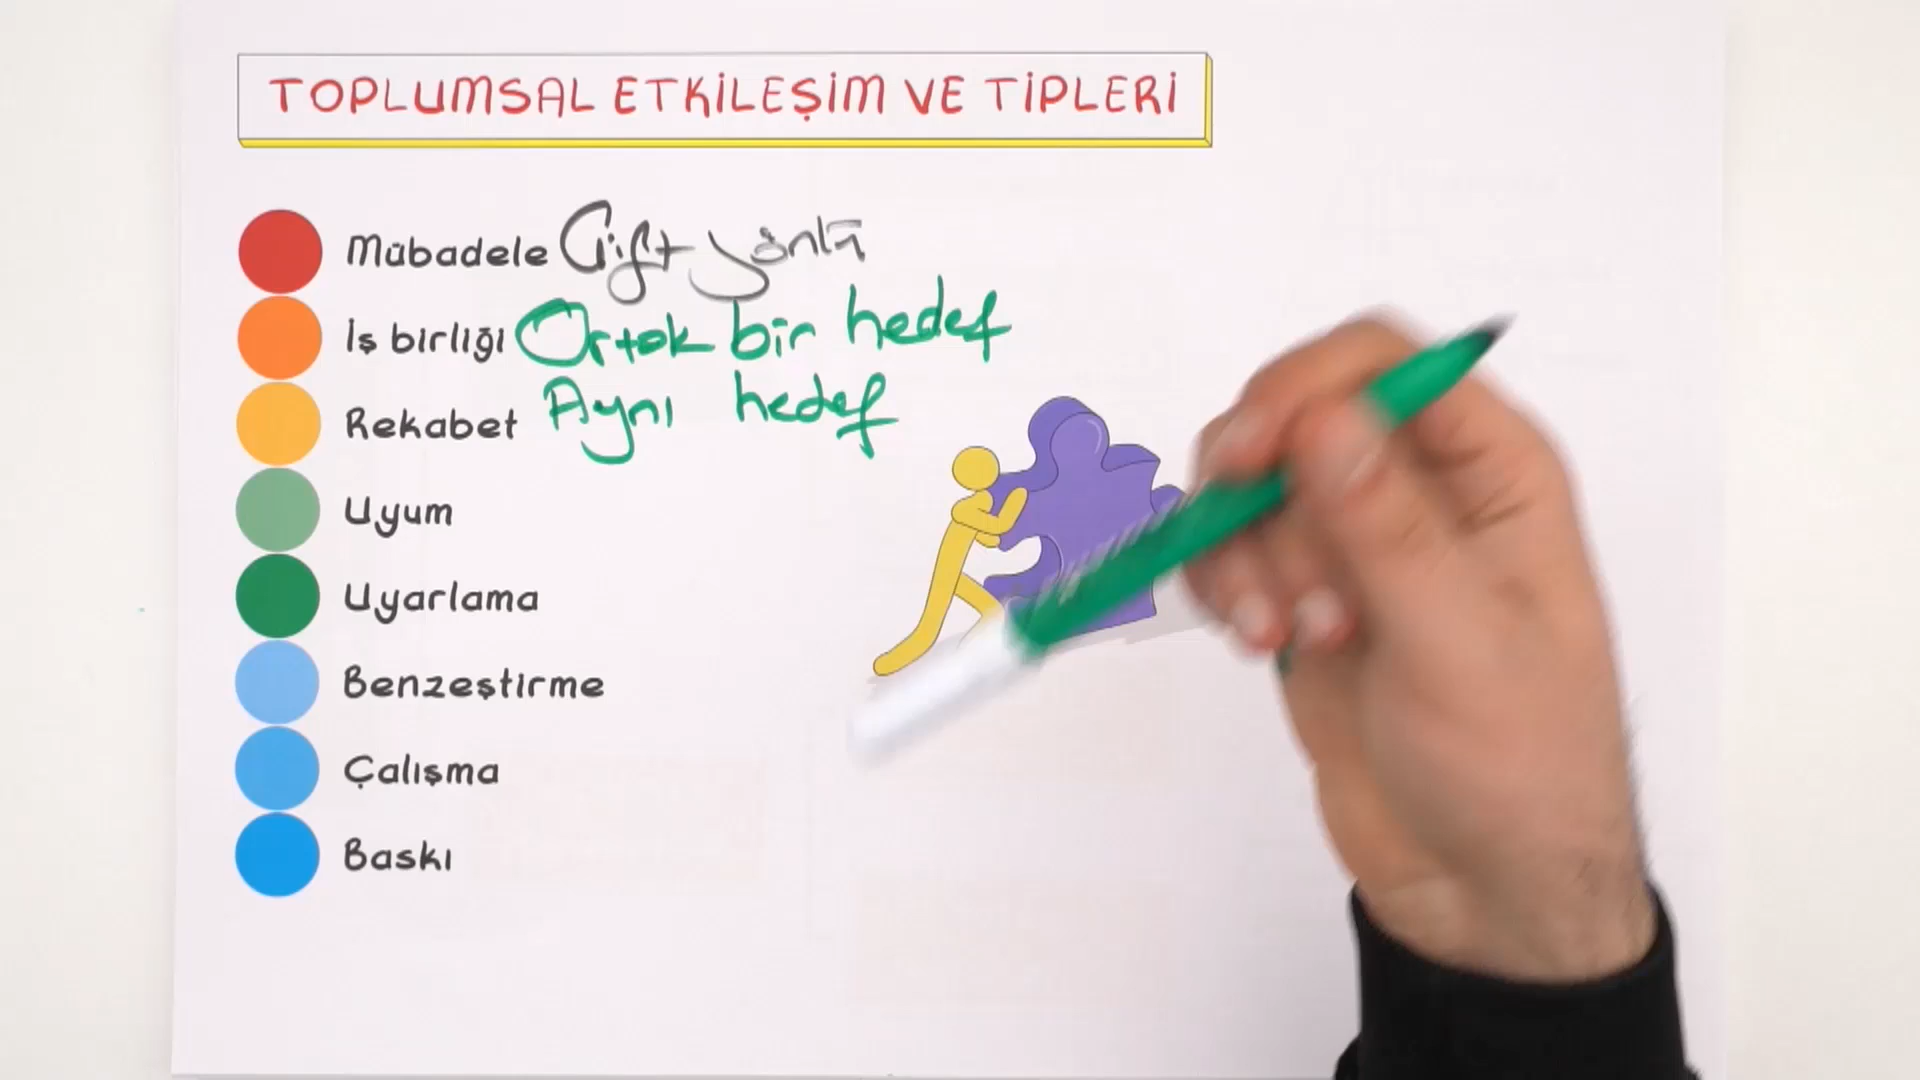 TOPLUMSAL ETKİLEŞİM VE TİPLERİ
Mübadele Çift yönlü
İş birliği Ortak bir hedef
Rekabet Aynı hedef
Uyum
Uyarlama
Benzeştirme
Çalışma
Baskı